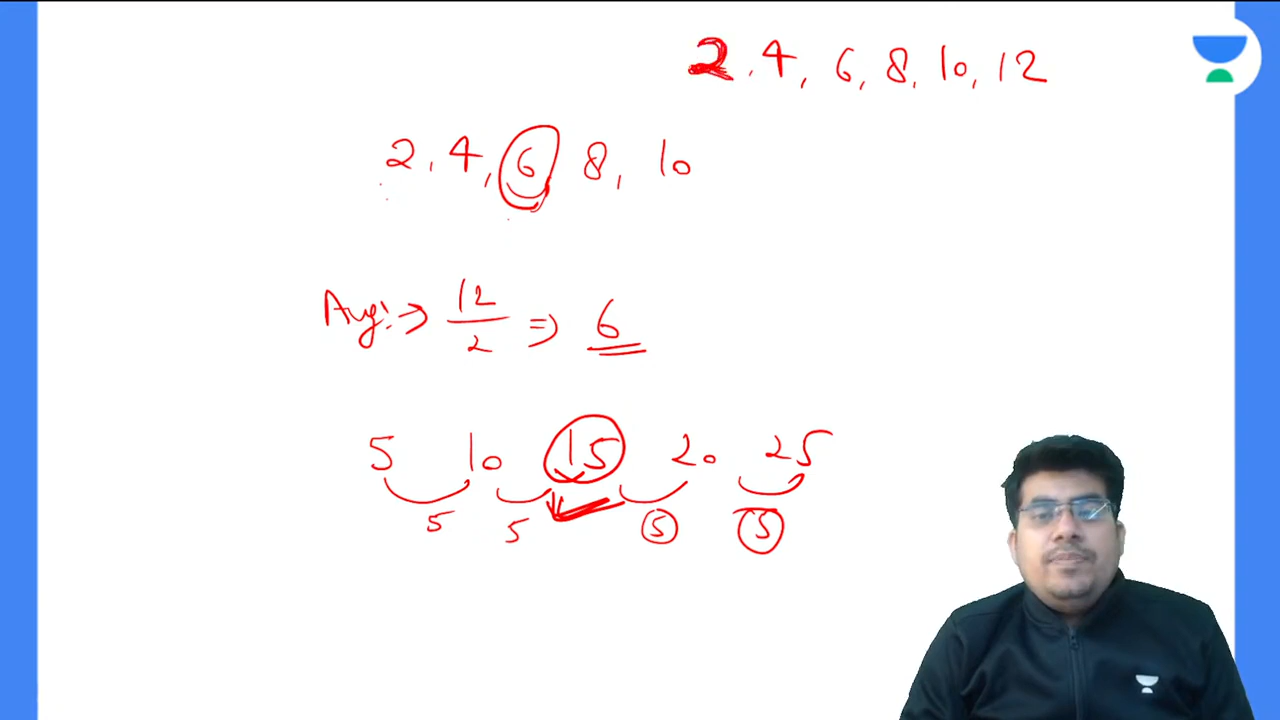 2, 4, 6, 8, 10, 12
2, 4, 6 8, 10
Avg:⇒ 12/2 ⇒ 6
5 10 15 20 25
5 5 5 5